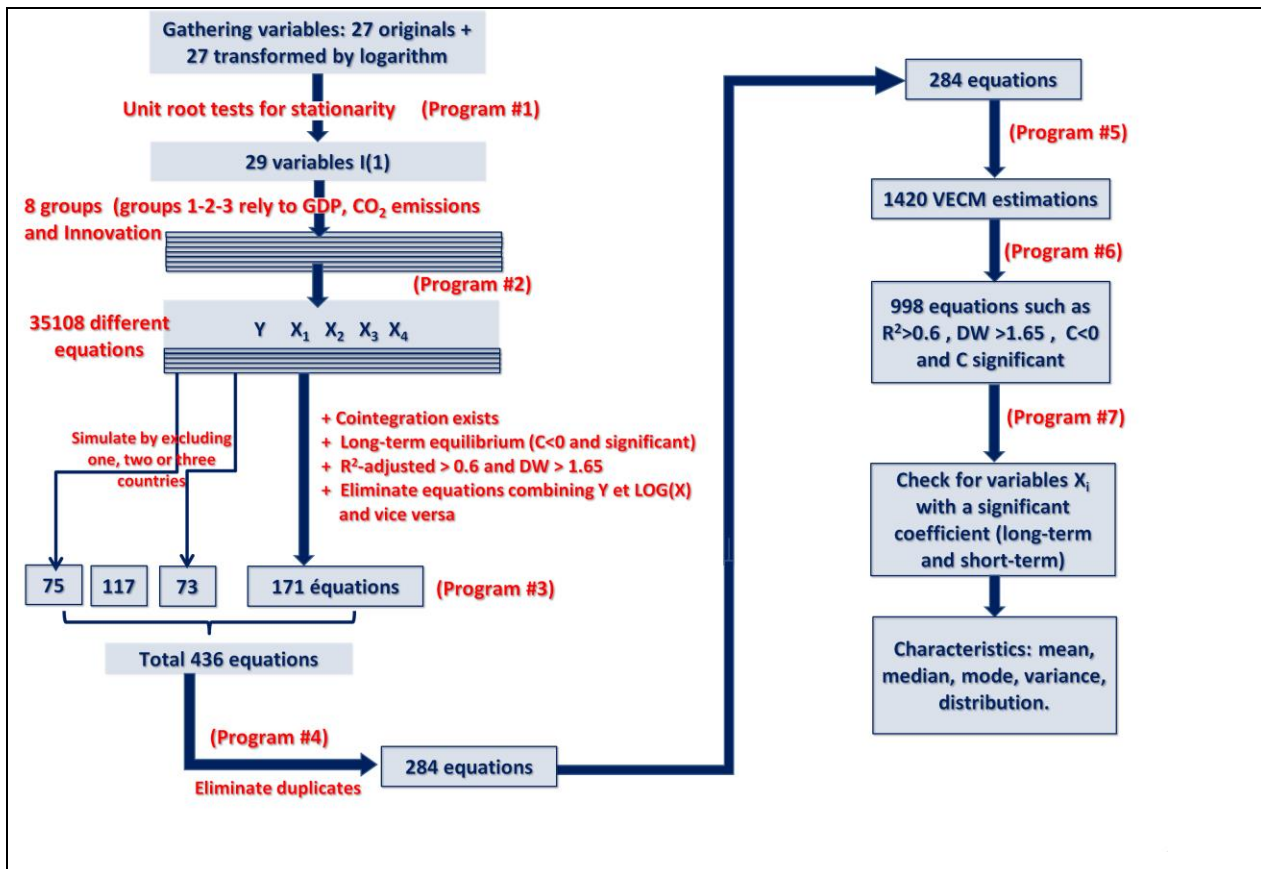 Gathering variables: 27 originals +
27 transformed by logarithm
Unit root tests for stationarity (Program #1)
29 variables I(1)
8 groups (groups 1-2-3 rely to GDP, CO₂ emissions
and Innovation
(Program #2)
35108 different
equations
Y X₁ X₂ X₃ X₄
Simulate by excluding
one, two or three
countries
+ Cointegration exists
+ Long-term equilibrium (C<0 and significant)
+ R²-adjusted > 0.6 and DW > 1.65
+ Eliminate equations combining Y et LOG(X)
and vice versa
75 117 73 171 équations (Program #3)
Total 436 equations
(Program #4)
Eliminate duplicates
284 equations
284 equations
(Program #5)
1420 VECM estimations
(Program #6)
998 equations such as
R²>0.6 , DW >1.65 , C<0
and C significant
(Program #7)
Check for variables Xᵢ
with a significant
coefficient (long-term
and short-term)
Characteristics: mean,
median, mode, variance,
distribution.